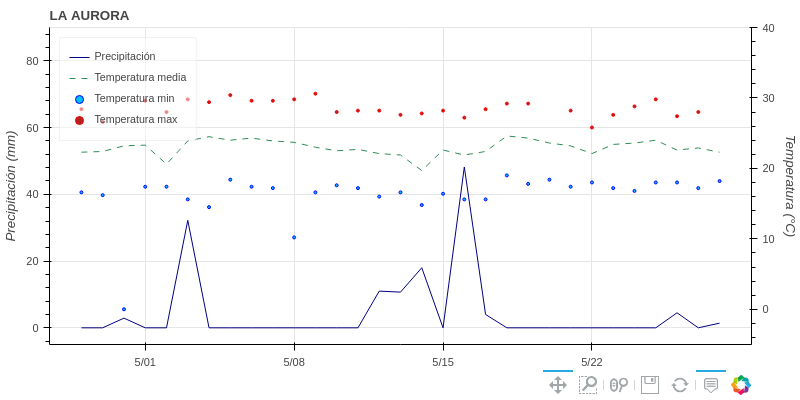 LA AURORA
Precipitación
Temperatura media
Temperatura min
Temperatura max
Precipitación (mm)
80
60
40
20
0
40
30
20
10
0
Temperatura (°C)
5/01
5/08
5/15
5/22